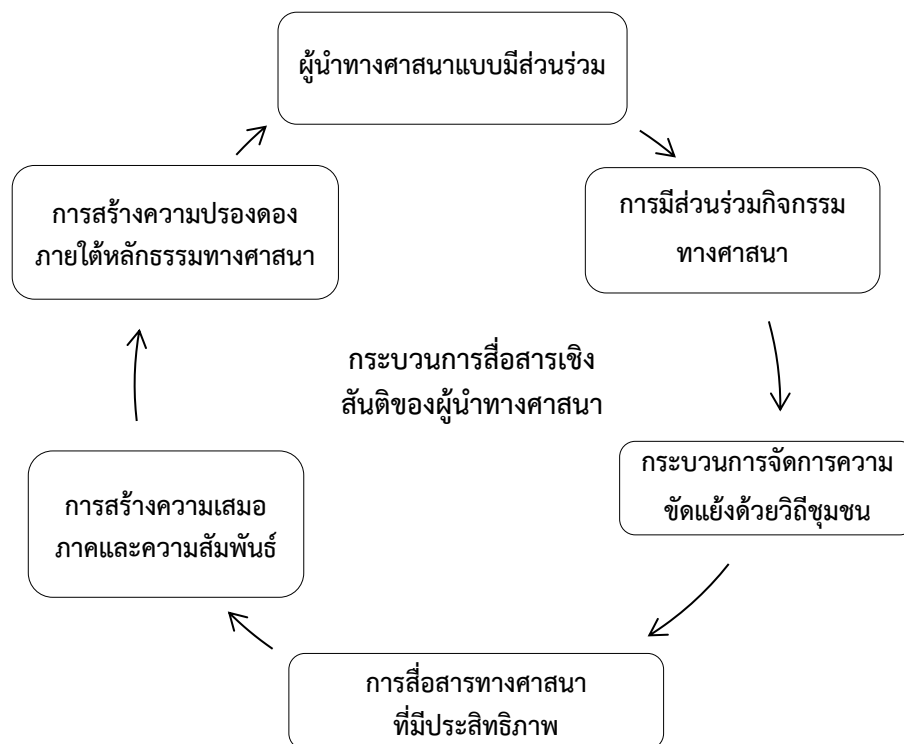 ผู้นำทางศาสนาแบบมีส่วนร่วม
การมีส่วนร่วมกิจกรรม
ทางศาสนา
กระบวนการจัดการความ
ขัดแย้งด้วยวิถีชุมชน
การสื่อสารทางศาสนา
ที่มีประสิทธิภาพ
การสร้างความเสมอ
ภาคและความสัมพันธ์
การสร้างความปรองดอง
ภายใต้หลักธรรมทางศาสนา
กระบวนการสื่อสารเชิง
สันติของผู้นำทางศาสนา